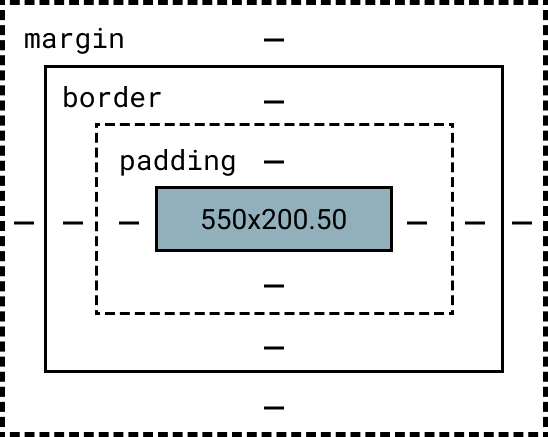 margin
–
border
–
padding –
– – – 550x200.50 – – –
–
–
–